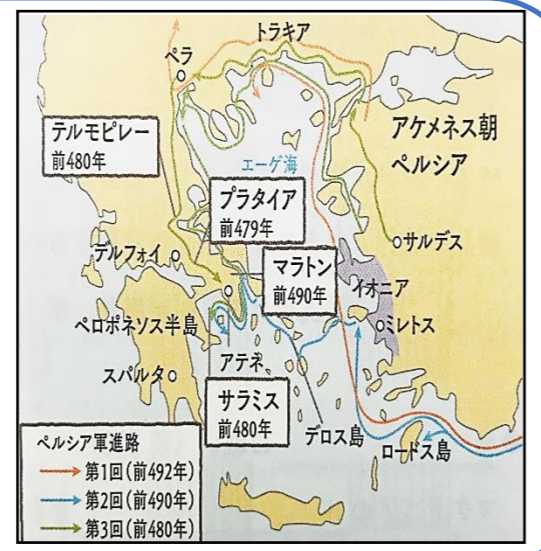 トラキア
ペラ
テルモピレー
前480年
アケメネス朝
ペルシア
エーゲ海
プラタイア
前479年
サルデス
デルフォイ
マラトン
前490年
イオニア
ペロポネソス半島
ミレトス
アテネ
スパルタ
サラミス
前480年
デロス島
ロードス島
ペルシア軍進路
第1回(前492年)
第2回(前490年)
第3回(前480年)